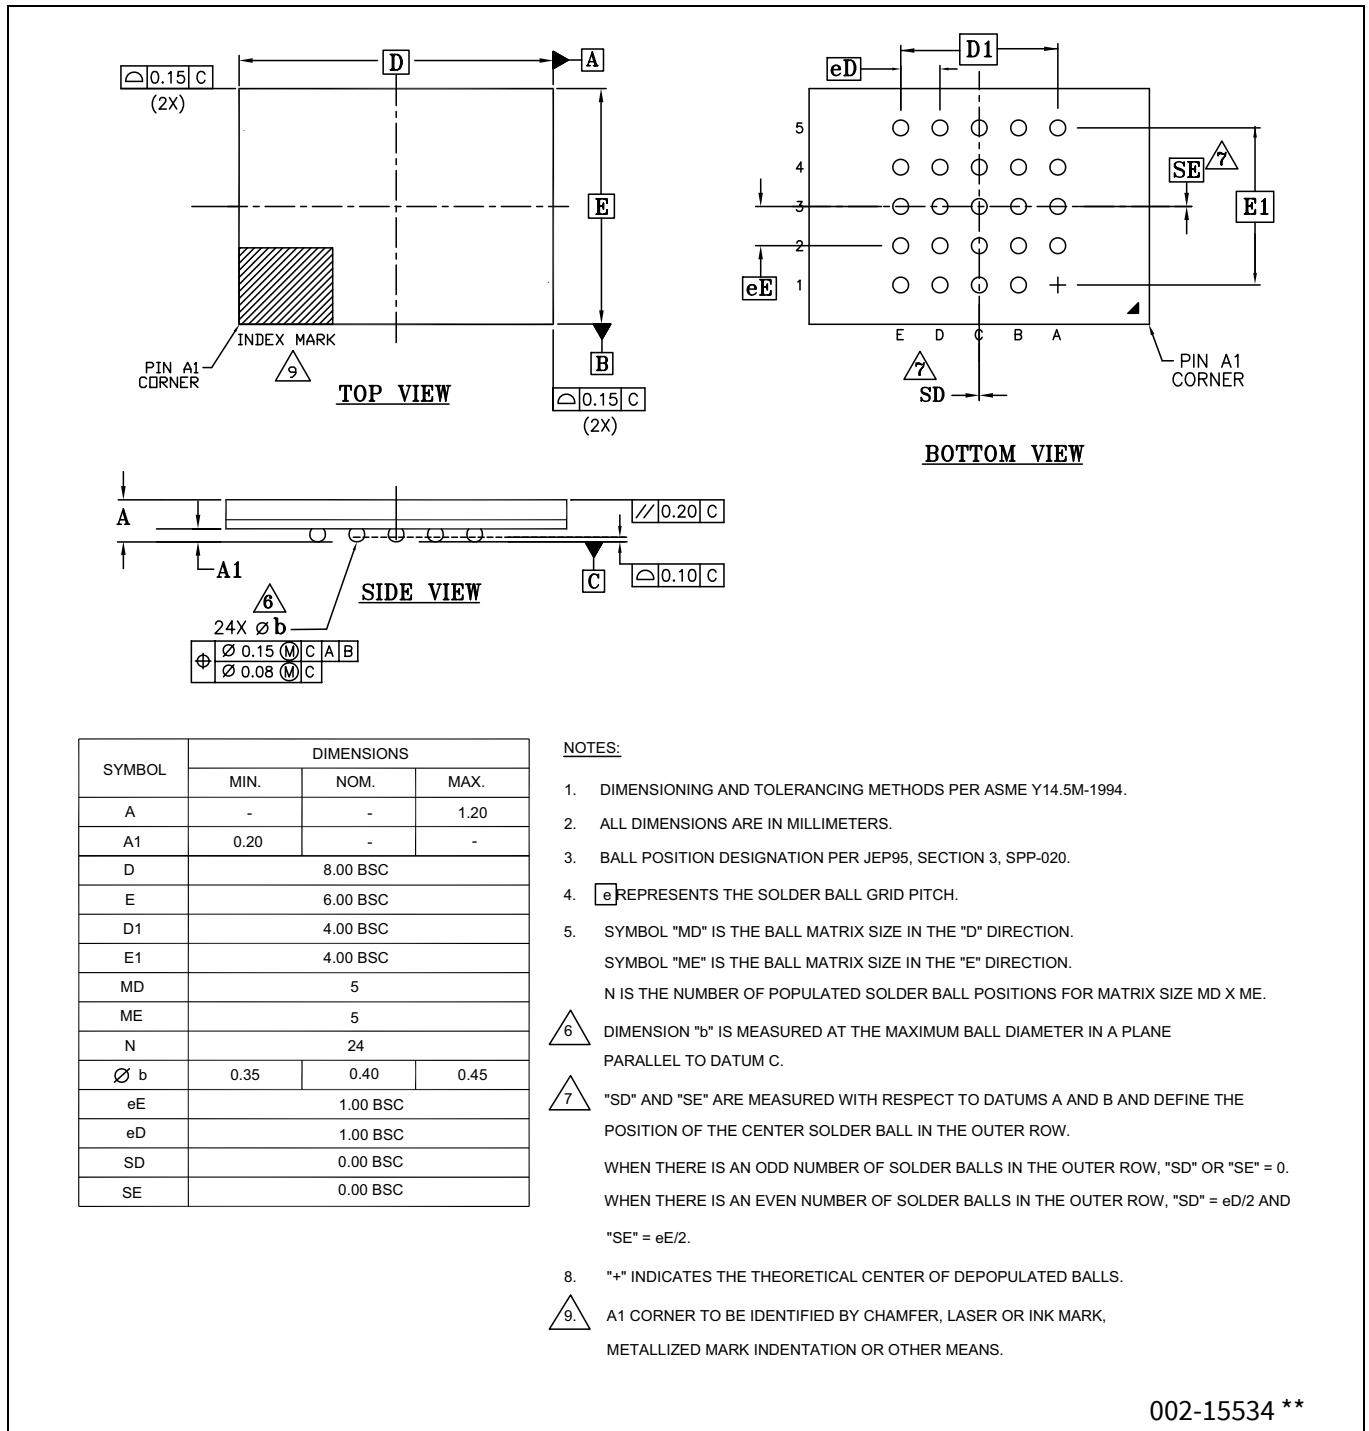 D
A
0.15 C
(2X)
E
INDEX MARK
9
PIN A1
CORNER
B
TOP VIEW
0.15 C
(2X)
D1
eD
5
4
3
2
1
SE
7
E1
eE
E D C B A
7
SD
PIN A1
CORNER
BOTTOM VIEW
A
// 0.20 C
A1
C
0.10 C
SIDE VIEW
6
24X Ø b
Ø 0.15 Ⓜ C A B
Ø 0.08 Ⓜ C
SYMBOL DIMENSIONS
MIN. NOM. MAX.
A - - 1.20
A1 0.20 - -
D 8.00 BSC
E 6.00 BSC
D1 4.00 BSC
E1 4.00 BSC
MD 5
ME 5
N 24
Ø b 0.35 0.40 0.45
eE 1.00 BSC
eD 1.00 BSC
SD 0.00 BSC
SE 0.00 BSC
NOTES:
1. DIMENSIONING AND TOLERANCING METHODS PER ASME Y14.5M-1994.
2. ALL DIMENSIONS ARE IN MILLIMETERS.
3. BALL POSITION DESIGNATION PER JEP95, SECTION 3, SPP-020.
4. e REPRESENTS THE SOLDER BALL GRID PITCH.
5. SYMBOL "MD" IS THE BALL MATRIX SIZE IN THE "D" DIRECTION.
SYMBOL "ME" IS THE BALL MATRIX SIZE IN THE "E" DIRECTION.
N IS THE NUMBER OF POPULATED SOLDER BALL POSITIONS FOR MATRIX SIZE MD X ME.
6 DIMENSION "b" IS MEASURED AT THE MAXIMUM BALL DIAMETER IN A PLANE
PARALLEL TO DATUM C.
7 "SD" AND "SE" ARE MEASURED WITH RESPECT TO DATUMS A AND B AND DEFINE THE
POSITION OF THE CENTER SOLDER BALL IN THE OUTER ROW.
WHEN THERE IS AN ODD NUMBER OF SOLDER BALLS IN THE OUTER ROW, "SD" OR "SE" = 0.
WHEN THERE IS AN EVEN NUMBER OF SOLDER BALLS IN THE OUTER ROW, "SD" = eD/2 AND
"SE" = eE/2.
8. "+" INDICATES THE THEORETICAL CENTER OF DEPOPULATED BALLS.
9. A1 CORNER TO BE IDENTIFIED BY CHAMFER, LASER OR INK MARK,
METALLIZED MARK INDENTATION OR OTHER MEANS.
002-15534 **